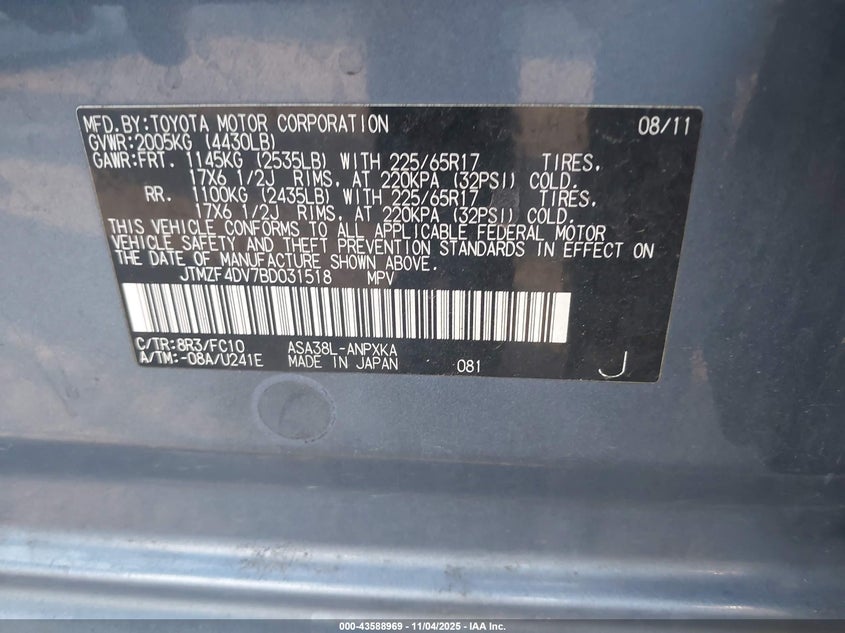 MFD.BY:TOYOTA MOTOR CORPORATION 08/11
GVWR:2005KG (4430LB)
GAWR:FRT. 1145KG (2535LB) WITH 225/65R17 TIRES,
17X6 1/2J RIMS, AT 220KPA (32PSI) COLD.
RR. 1100KG (2435LB) WITH 225/65R17 TIRES,
17X6 1/2J RIMS, AT 220KPA (32PSI) COLD.
THIS VEHICLE CONFORMS TO ALL APPLICABLE FEDERAL MOTOR
VEHICLE SAFETY AND THEFT PREVENTION STANDARDS IN EFFECT ON
THE DATE OF MANUFACTURE SHOWN ABOVE.
JTMZF4DV7BD031518 MPV
C/TR:8R3/FC10 ASA38L-ANPXKA
A/TM:-08A/U241E MADE IN JAPAN 081 J
000-43588969 - 11/04/2025 - IAA Inc.